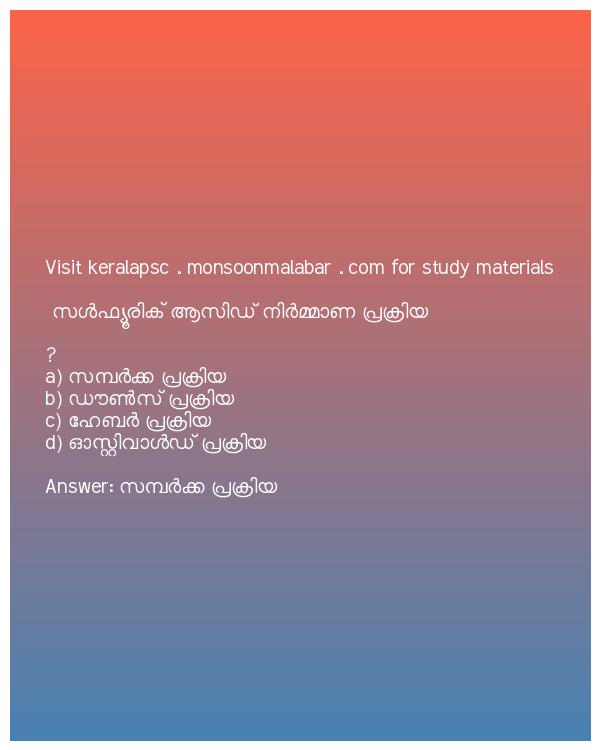 Visit keralapsc . monsoonmalabar . com for study materials
സൾഫ്യൂരിക് ആസിഡ് നിർമ്മാണ പ്രക്രിയ
?
a) സമ്പർക്ക പ്രക്രിയ
b) ഡൗൺസ് പ്രക്രിയ
c) ഹേബർ പ്രക്രിയ
d) ഓസ്റ്റിവാൾഡ് പ്രക്രിയ
Answer: സമ്പർക്ക പ്രക്രിയ